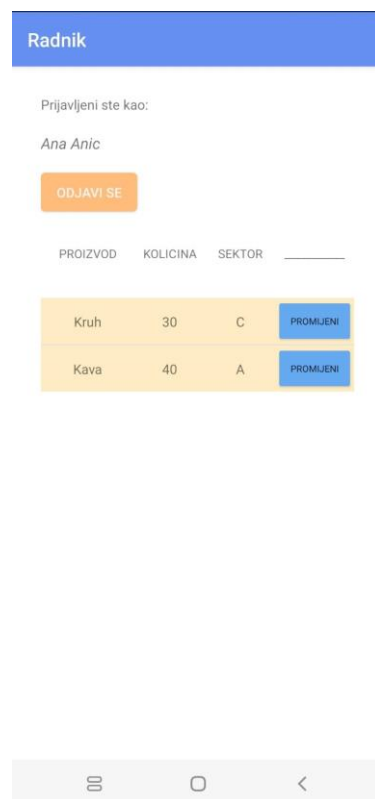 Radnik
Prijavljeni ste kao:
Ana Anic
ODJAVI SE
PROIZVOD KOLICINA SEKTOR
Kruh 30 C PROMIJENI
Kava 40 A PROMIJENI